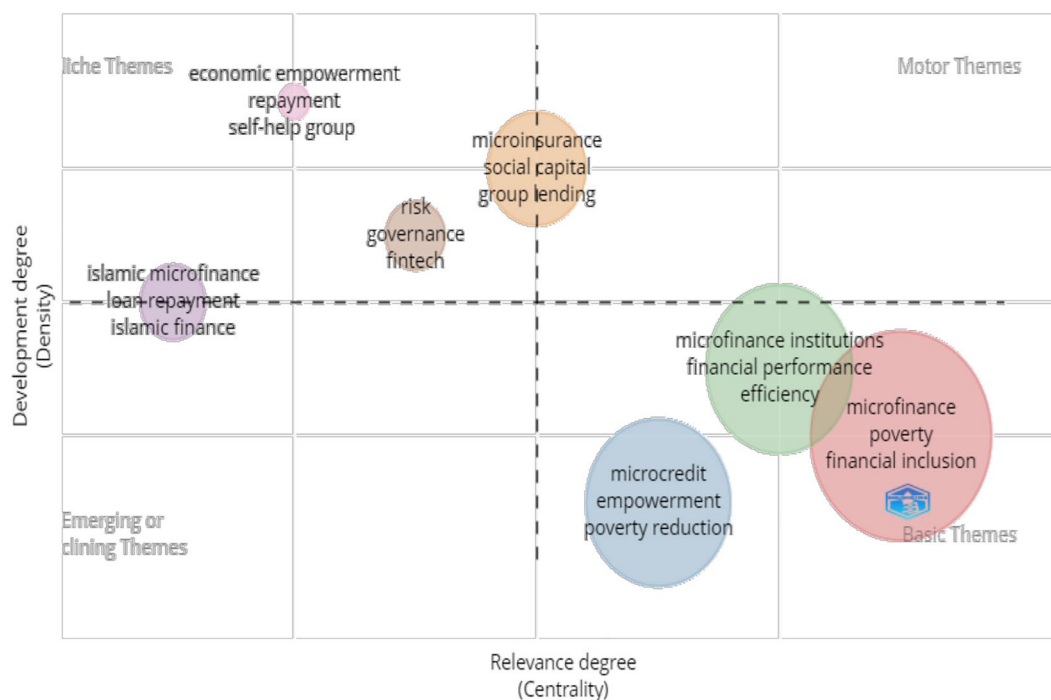 liche Themes
Motor Themes
economic empowerment
repayment
self-help group
microinsurance
social capital
group lending
risk
governance
fintech
islamic microfinance
loan repayment
islamic finance
microfinance institutions
financial performance
efficiency
microfinance
poverty
financial inclusion
microcredit
empowerment
poverty reduction
Emerging or
clining Themes
Basic Themes
Development degree
(Density)
Relevance degree
(Centrality)